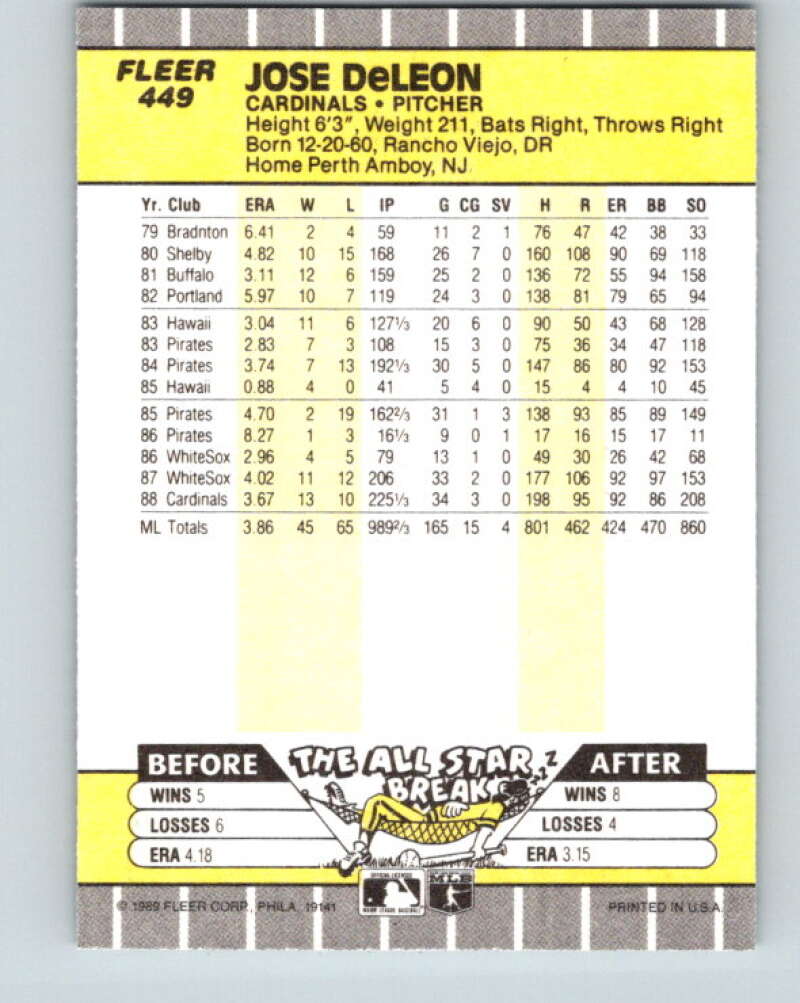 FLEER
449
JOSE DeLEON
CARDINALS • PITCHER
Height 6'3", Weight 211, Bats Right, Throws Right
Born 12-20-60, Rancho Viejo, DR
Home Perth Amboy, NJ
Yr. Club ERA W L IP G CG SV H R ER BB SO
79 Bradnton 6.41 2 4 59 11 2 1 76 47 42 38 33
80 Shelby 4.82 10 15 168 26 7 0 160 108 90 69 118
81 Buffalo 3.11 12 6 159 25 2 0 136 72 55 94 158
82 Portland 5.97 10 7 119 24 3 0 138 81 79 65 94
83 Hawaii 3.04 11 6 127⅓ 20 6 0 90 50 43 68 128
83 Pirates 2.83 7 3 108 15 3 0 75 36 34 47 118
84 Pirates 3.74 7 13 192⅓ 30 5 0 147 86 80 92 153
85 Hawaii 0.88 4 0 41 5 4 0 15 4 4 10 45
85 Pirates 4.70 2 19 162⅔ 31 1 3 138 93 85 89 149
86 Pirates 8.27 1 3 16⅓ 9 0 1 17 16 15 17 11
86 WhiteSox 2.96 4 5 79 13 1 0 49 30 26 42 68
87 WhiteSox 4.02 11 12 206 33 2 0 177 106 92 97 153
88 Cardinals 3.67 13 10 225⅓ 34 3 0 198 95 92 86 208
ML Totals 3.86 45 65 989⅔ 165 15 4 801 462 424 470 860
BEFORE THE ALL STAR BREAK ZZZ AFTER
WINS 5 WINS 8
LOSSES 6 LOSSES 4
ERA 4.18 ERA 3.15
OFFICIAL LICENSEE
MAJOR LEAGUE BASEBALL
MLB
© 1989 FLEER CORP., PHILA. 19141 PRINTED IN U.S.A.